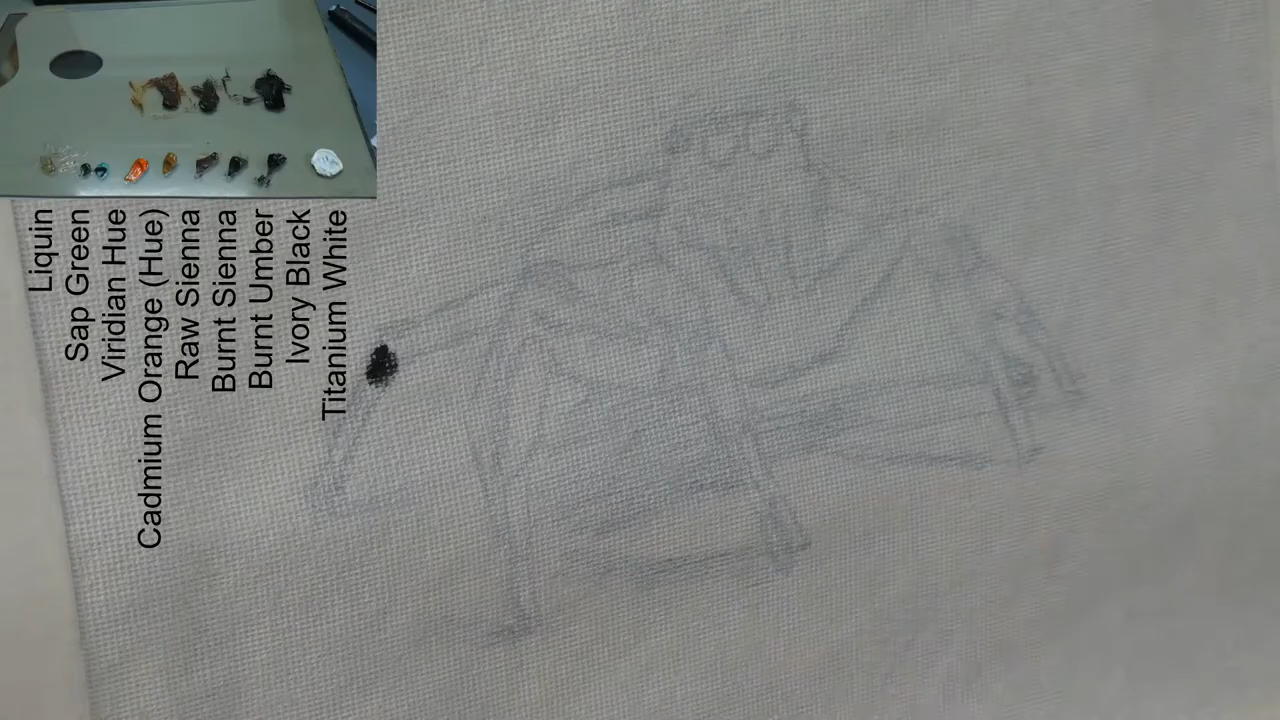 Liquin
Sap Green
Viridian Hue
Cadmium Orange (Hue)
Raw Sienna
Burnt Sienna
Burnt Umber
Ivory Black
Titanium White